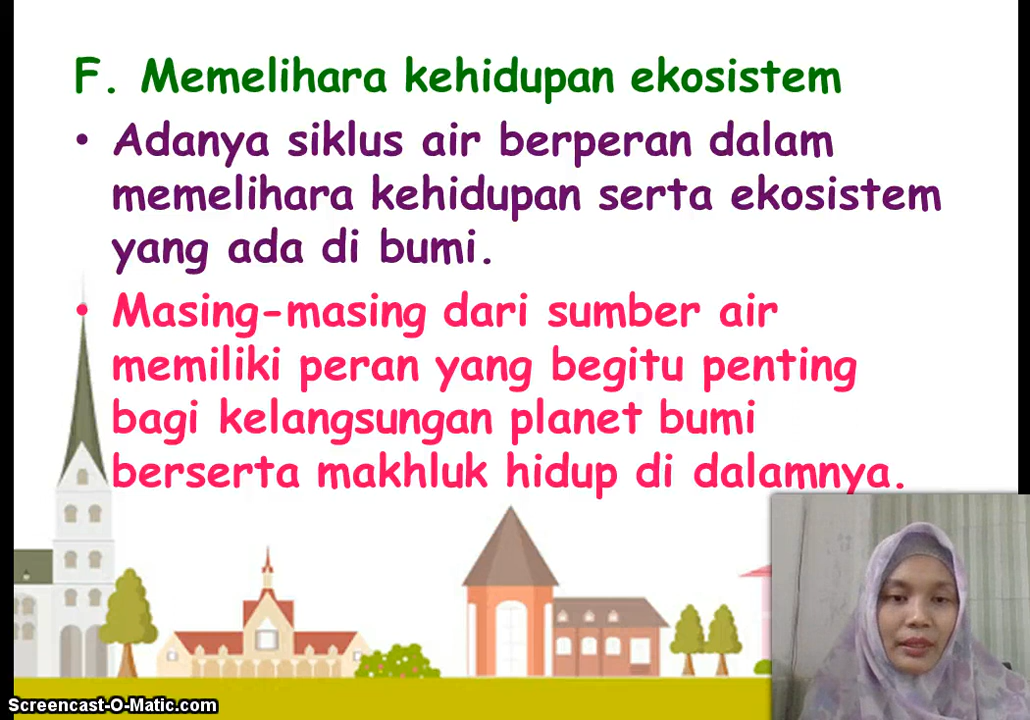 F. Memelihara kehidupan ekosistem
• Adanya siklus air berperan dalam
memelihara kehidupan serta ekosistem
yang ada di bumi.
• Masing-masing dari sumber air
memiliki peran yang begitu penting
bagi kelangsungan planet bumi
berserta makhluk hidup di dalamnya.
Screencast-O-Matic.com